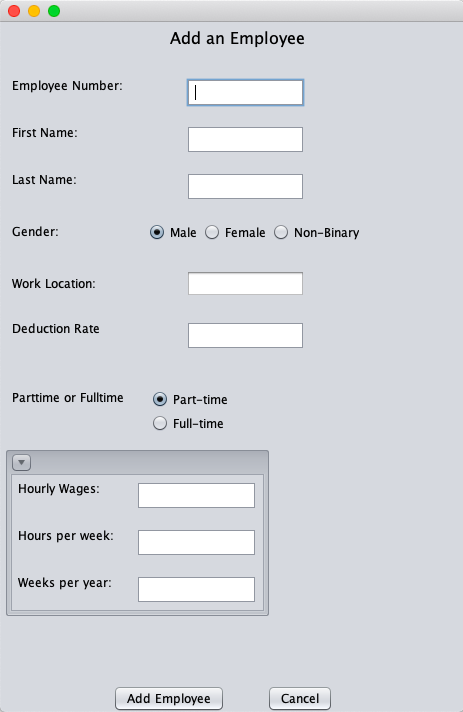 Add an Employee
Employee Number:
First Name:
Last Name:
Gender: Male Female Non-Binary
Work Location:
Deduction Rate
Parttime or Fulltime Part-time
Full-time
Hourly Wages:
Hours per week:
Weeks per year:
Add Employee Cancel